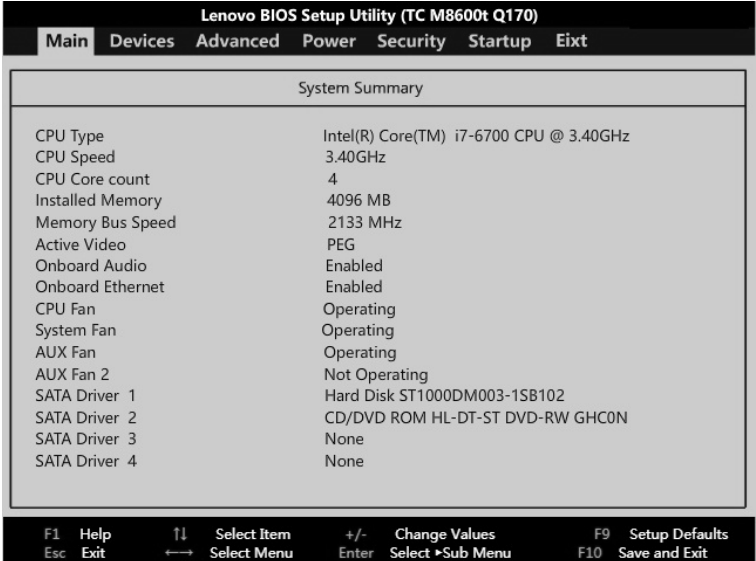 Lenovo BIOS Setup Utility (TC M8600t Q170)
Main Devices Advanced Power Security Startup Eixt
System Summary
CPU Type Intel(R) Core(TM) i7-6700 CPU @ 3.40GHz
CPU Speed 3.40GHz
CPU Core count 4
Installed Memory 4096 MB
Memory Bus Speed 2133 MHz
Active Video PEG
Onboard Audio Enabled
Onboard Ethernet Enabled
CPU Fan Operating
System Fan Operating
AUX Fan Operating
AUX Fan 2 Not Operating
SATA Driver 1 Hard Disk ST1000DM003-1SB102
SATA Driver 2 CD/DVD ROM HL-DT-ST DVD-RW GHC0N
SATA Driver 3 None
SATA Driver 4 None
F1 Help ↑↓ Select Item +/- Change Values F9 Setup Defaults
Esc Exit ←→ Select Menu Enter Select ▸Sub Menu F10 Save and Exit